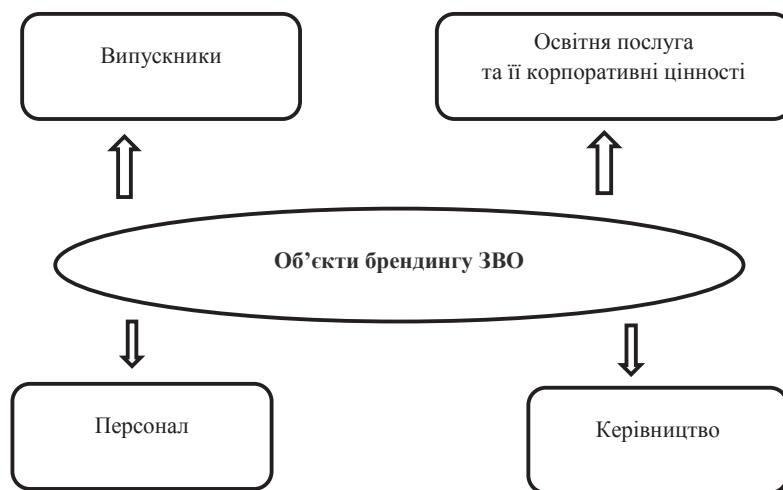 Випускники
Освітня послуга
та її корпоративні цінності
Об’єкти брендингу ЗВО
Персонал
Керівництво